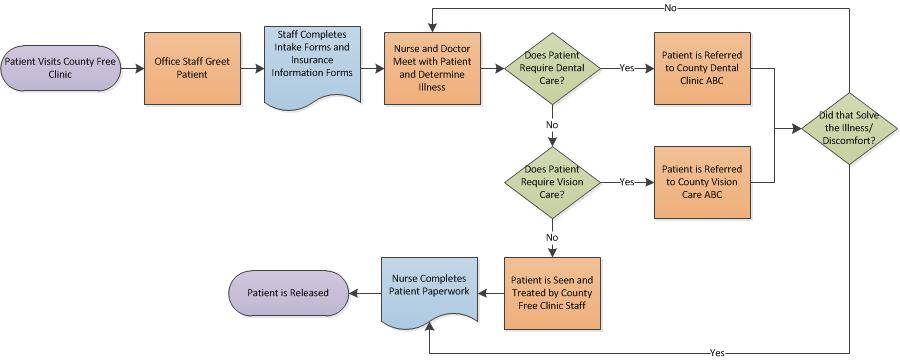 No
Patient Visits County Free
Clinic
Office Staff Greet
Patient
Staff Completes
Intake Forms and
Insurance
Information Forms
Nurse and Doctor
Meet with Patient
and Determine
Illness
Does Patient
Require Dental
Care?
Yes
Patient is Referred
to County Dental
Clinic ABC
Did that Solve
the Illness/
Discomfort?
No
Does Patient
Require Vision
Care?
Yes
Patient is Referred
to County Vision
Care ABC
No
Patient is Seen and
Treated by County
Free Clinic Staff
Nurse Completes
Patient Paperwork
Patient is Released
Yes